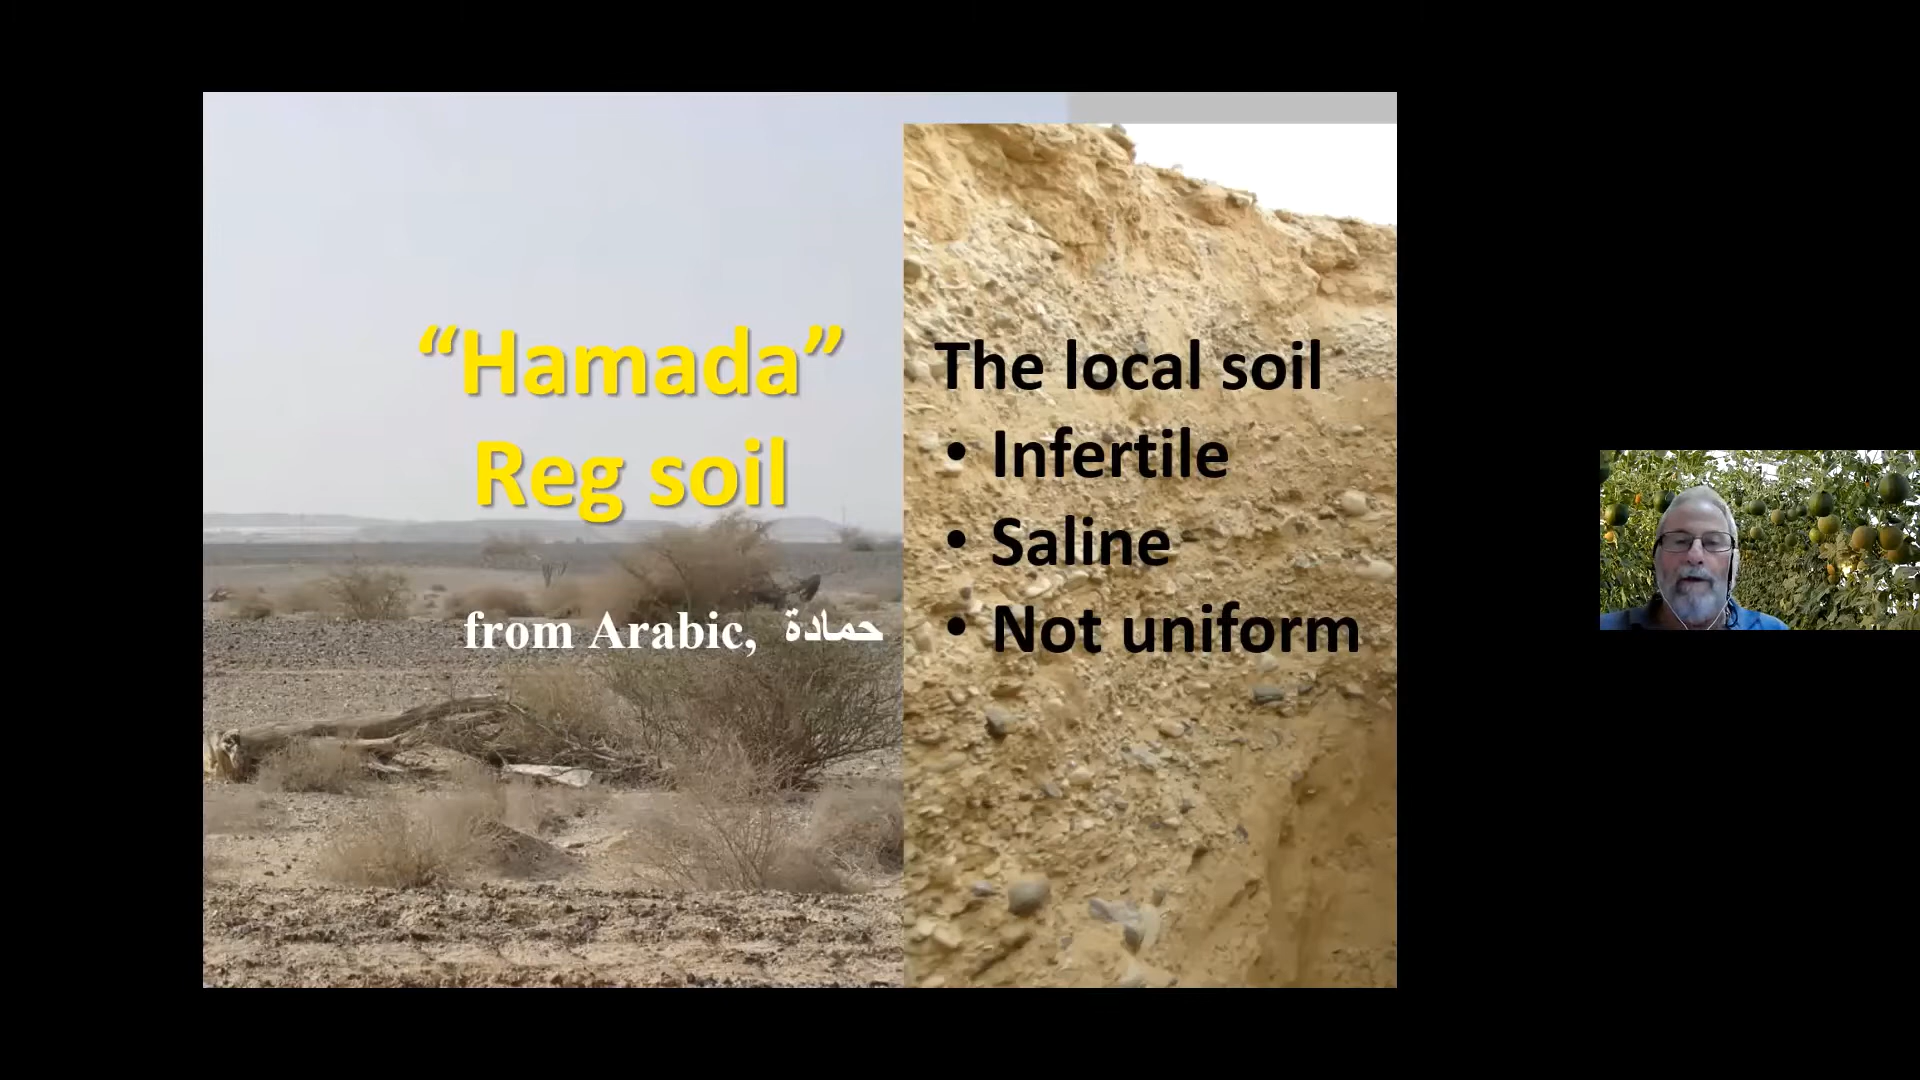 “Hamada”
Reg soil
from Arabic, حمادة
The local soil
• Infertile
• Saline
• Not uniform